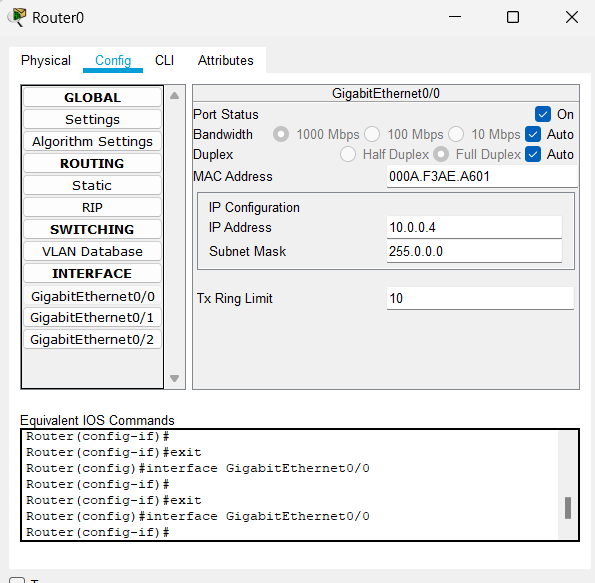 Router0
Physical Config CLI Attributes
GLOBAL
Settings
Algorithm Settings
ROUTING
Static
RIP
SWITCHING
VLAN Database
INTERFACE
GigabitEthernet0/0
GigabitEthernet0/1
GigabitEthernet0/2
GigabitEthernet0/0
Port Status On
Bandwidth 1000 Mbps 100 Mbps 10 Mbps Auto
Duplex Half Duplex Full Duplex Auto
MAC Address 000A.F3AE.A601
IP Configuration
IP Address 10.0.0.4
Subnet Mask 255.0.0.0
Tx Ring Limit 10
Equivalent IOS Commands
Router(config-if)#
Router(config-if)#exit
Router(config)#interface GigabitEthernet0/0
Router(config-if)#
Router(config-if)#exit
Router(config)#interface GigabitEthernet0/0
Router(config-if)#